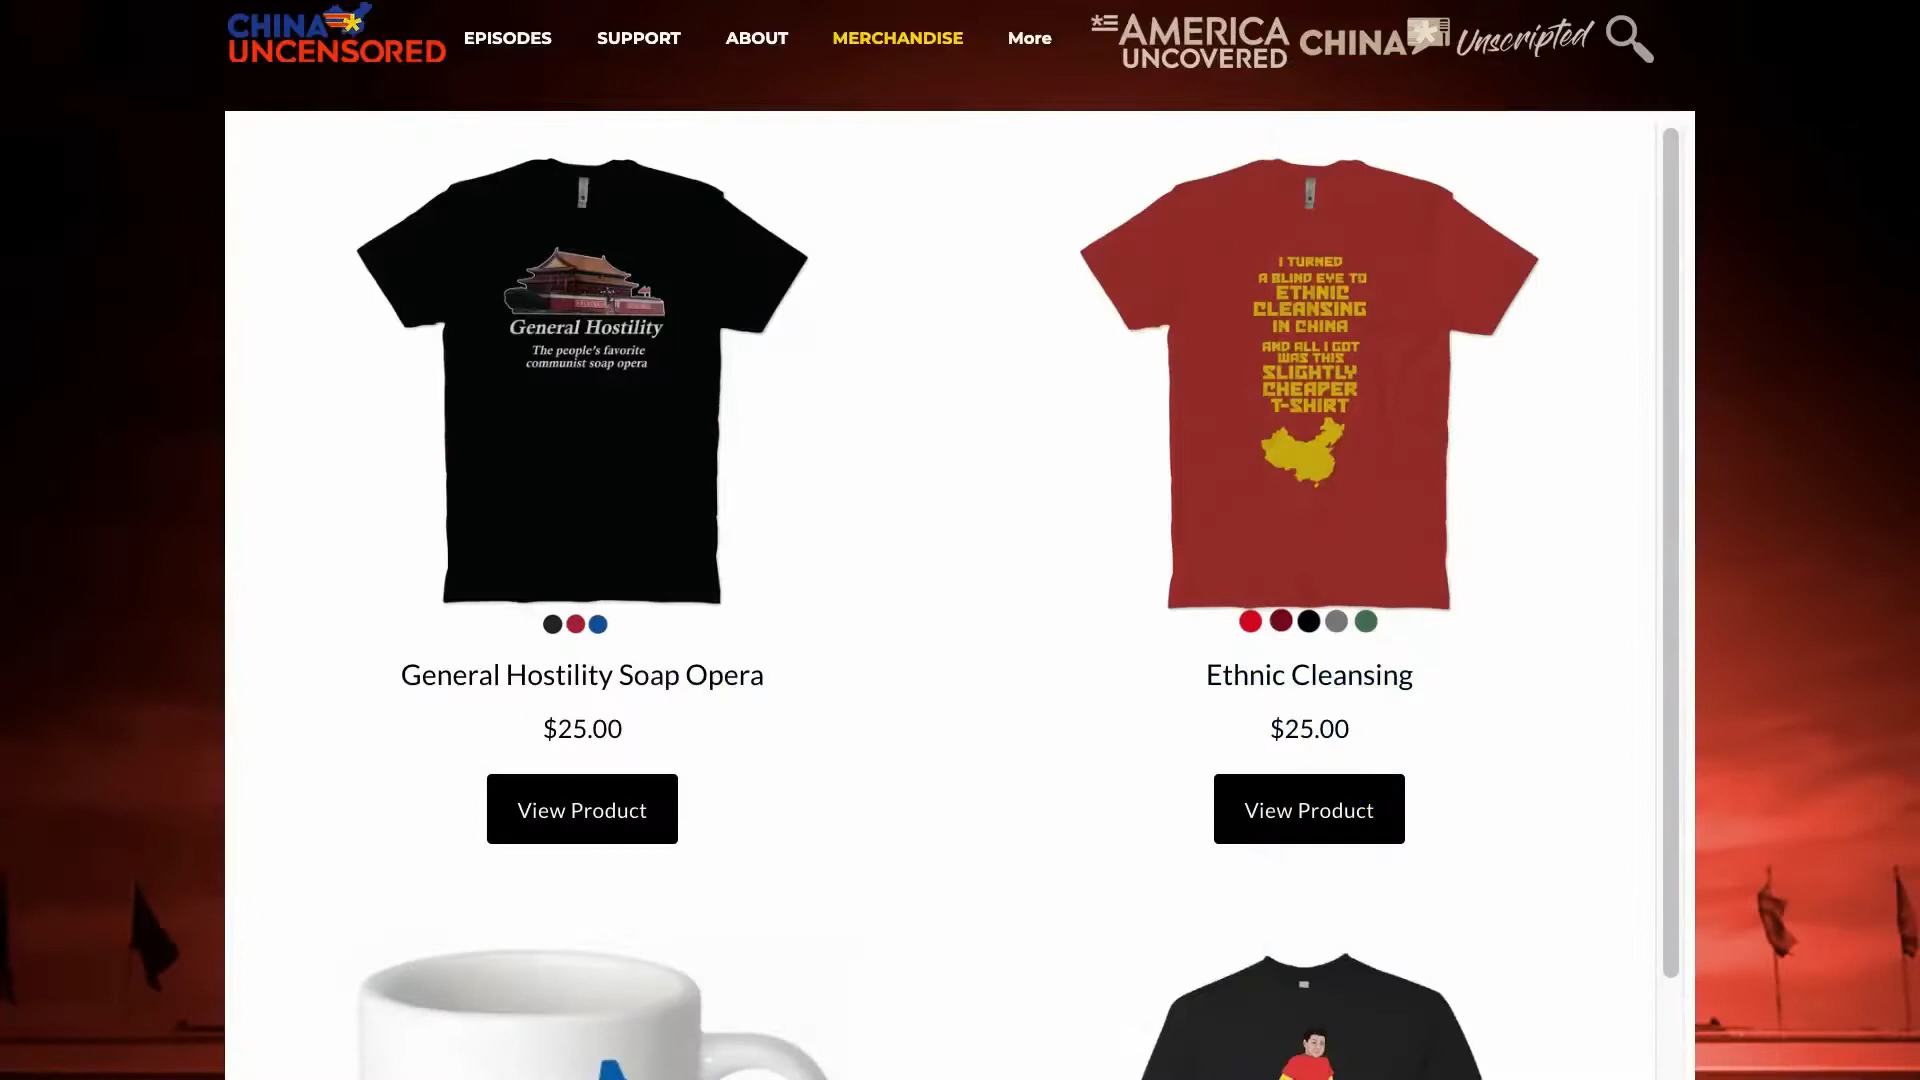 CHINA
UNCENSORED
EPISODES
SUPPORT
ABOUT
MERCHANDISE
More
AMERICA
UNCOVERED
CHINA
Unscripted
General Hostility
The people's favorite
communist soap opera
I TURNED
A BLIND EYE TO
ETHNIC
CLEANSING
IN CHINA
AND ALL I GOT
WAS THIS
SLIGHTLY
CHEAPER
T-SHIRT
General Hostility Soap Opera
Ethnic Cleansing
$25.00
$25.00
View Product
View Product